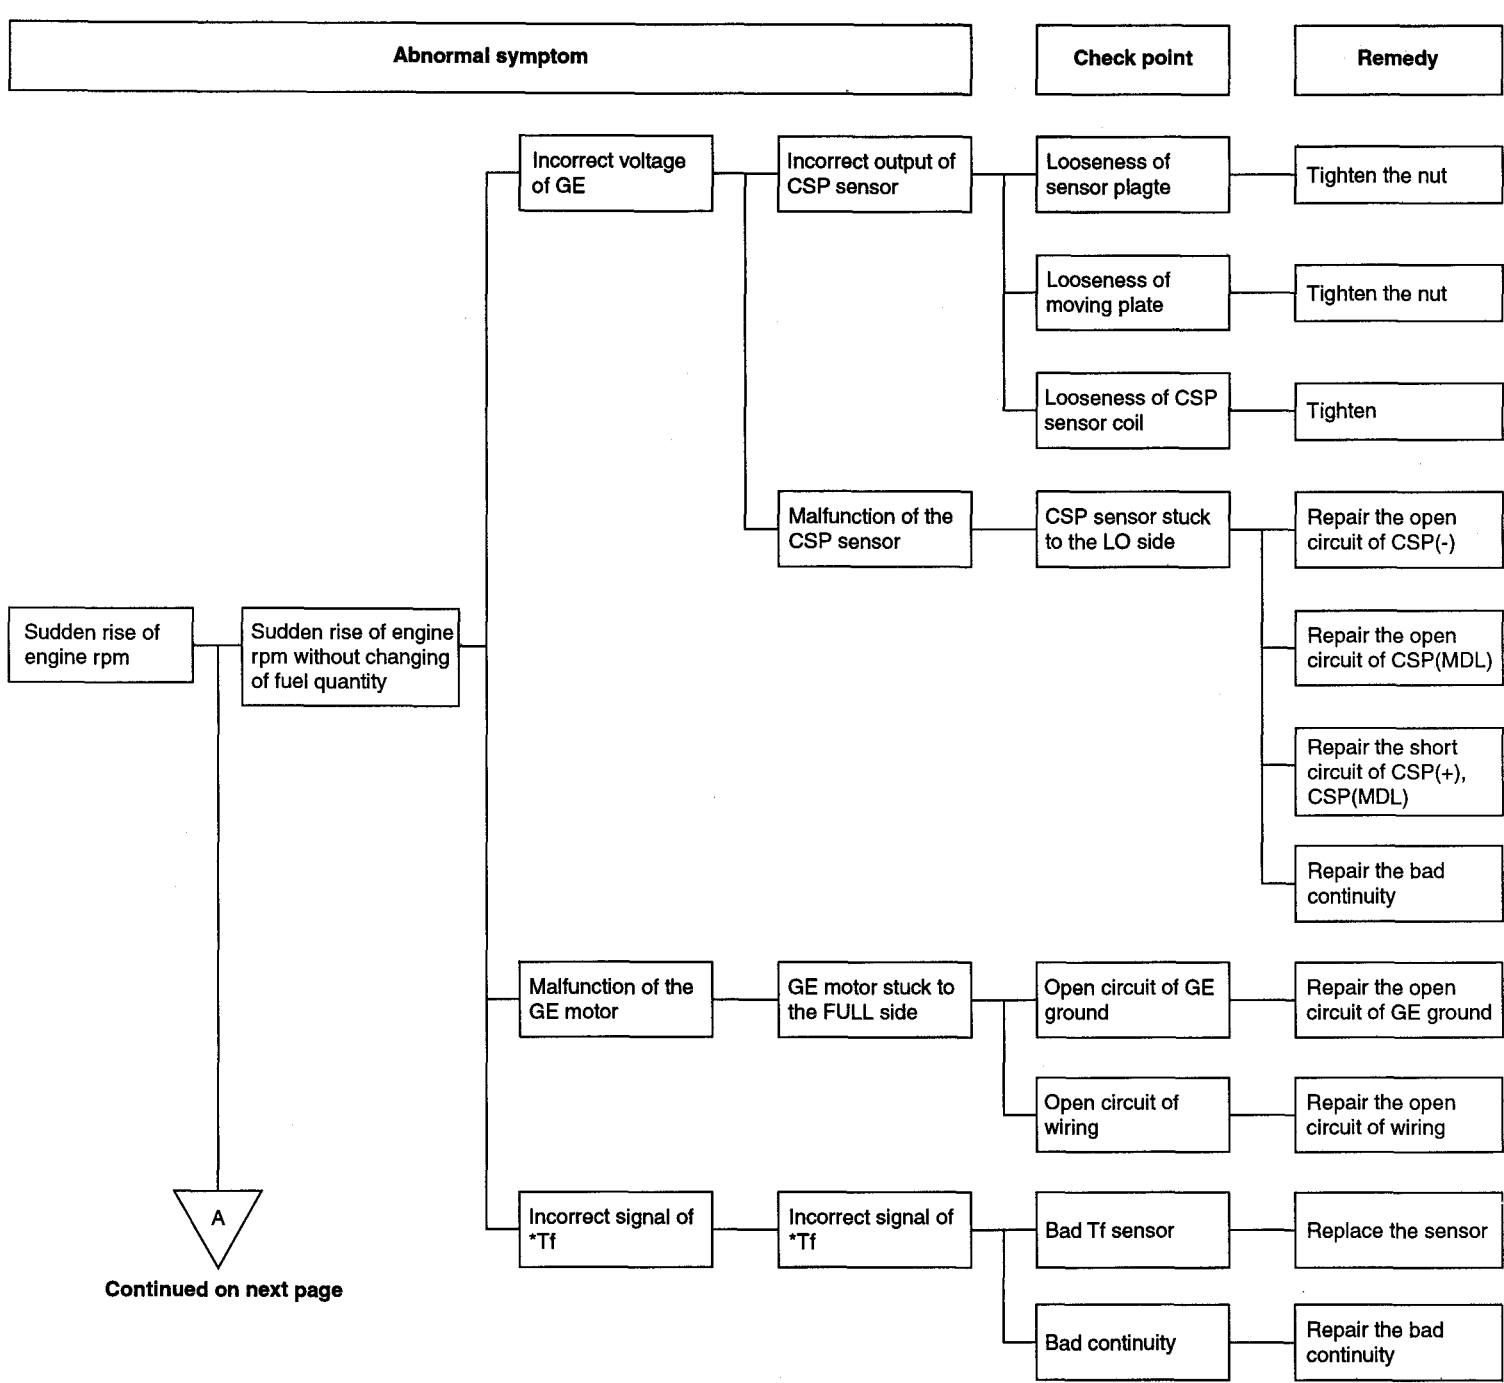 Abnormal symptom
Check point
Remedy
Incorrect voltage
of GE
Incorrect output of
CSP sensor
Looseness of
sensor plagte
Tighten the nut
Looseness of
moving plate
Tighten the nut
Looseness of CSP
sensor coil
Tighten
Malfunction of the
CSP sensor
CSP sensor stuck
to the LO side
Repair the open
circuit of CSP(-)
Sudden rise of
engine rpm
Sudden rise of engine
rpm without changing
of fuel quantity
Repair the open
circuit of CSP(MDL)
Repair the short
circuit of CSP(+),
CSP(MDL)
Repair the bad
continuity
Malfunction of the
GE motor
GE motor stuck to
the FULL side
Open circuit of GE
ground
Repair the open
circuit of GE ground
Open circuit of
wiring
Repair the open
circuit of wiring
A
Continued on next page
Incorrect signal of
*Tf
Incorrect signal of
*Tf
Bad Tf sensor
Replace the sensor
Bad continuity
Repair the bad
continuity